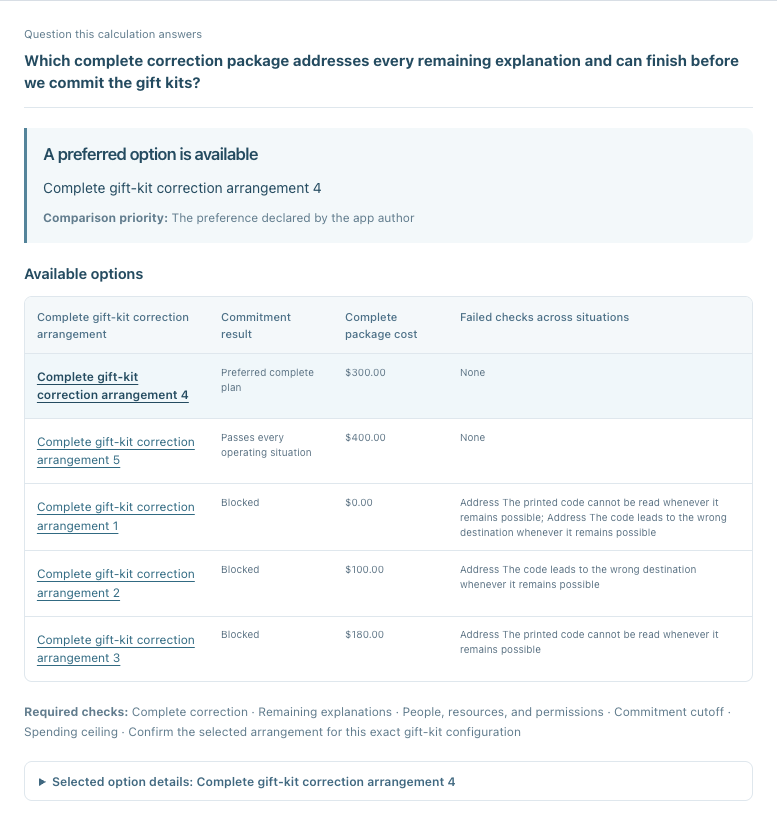 Question this calculation answers
Which complete correction package addresses every remaining explanation and can finish before
we commit the gift kits?
A preferred option is available
Complete gift-kit correction arrangement 4
Comparison priority: The preference declared by the app author
Available options
Complete gift-kit correction
arrangement
Commitment
result
Complete
package cost
Failed checks across situations
Complete gift-kit
correction arrangement 4
Preferred complete
plan
$300.00
None
Complete gift-kit correction
arrangement 5
Passes every
operating situation
$400.00
None
Complete gift-kit correction
arrangement 1
Blocked
$0.00
Address The printed code cannot be read whenever it
remains possible; Address The code leads to the wrong
destination whenever it remains possible
Complete gift-kit correction
arrangement 2
Blocked
$100.00
Address The code leads to the wrong destination
whenever it remains possible
Complete gift-kit correction
arrangement 3
Blocked
$180.00
Address The printed code cannot be read whenever it
remains possible
Required checks: Complete correction · Remaining explanations · People, resources, and permissions · Commitment cutoff ·
Spending ceiling · Confirm the selected arrangement for this exact gift-kit configuration
▶ Selected option details: Complete gift-kit correction arrangement 4